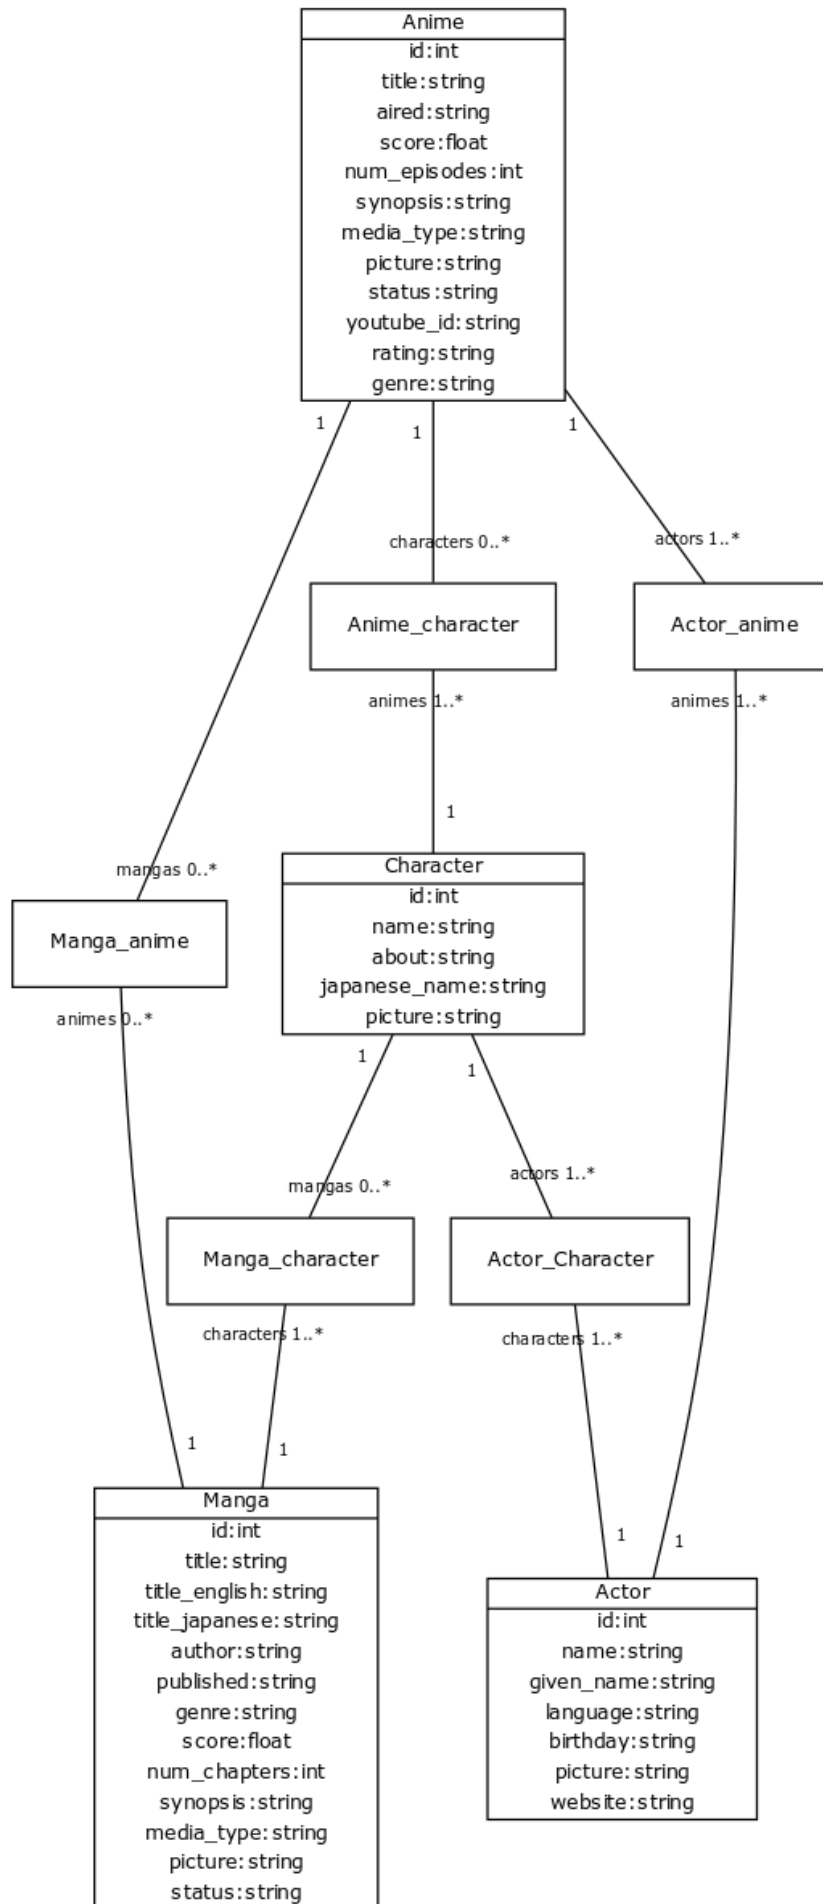 Anime
id:int
title:string
aired:string
score:float
num_episodes:int
synopsis:string
media_type:string
picture:string
status:string
youtube_id:string
rating:string
genre:string
1
1
1
characters 0..*
actors 1..*
Anime_character
Actor_anime
animes 1..*
animes 1..*
1
mangas 0..*
Character
id:int
name:string
about:string
japanese_name:string
picture:string
Manga_anime
animes 0..*
1
1
mangas 0..*
actors 1..*
Manga_character
Actor_Character
characters 1..*
characters 1..*
1
1
1
1
Manga
id:int
title:string
title_english:string
title_japanese:string
author:string
published:string
genre:string
score:float
num_chapters:int
synopsis:string
media_type:string
picture:string
status:string
Actor
id:int
name:string
given_name:string
language:string
birthday:string
picture:string
website:string